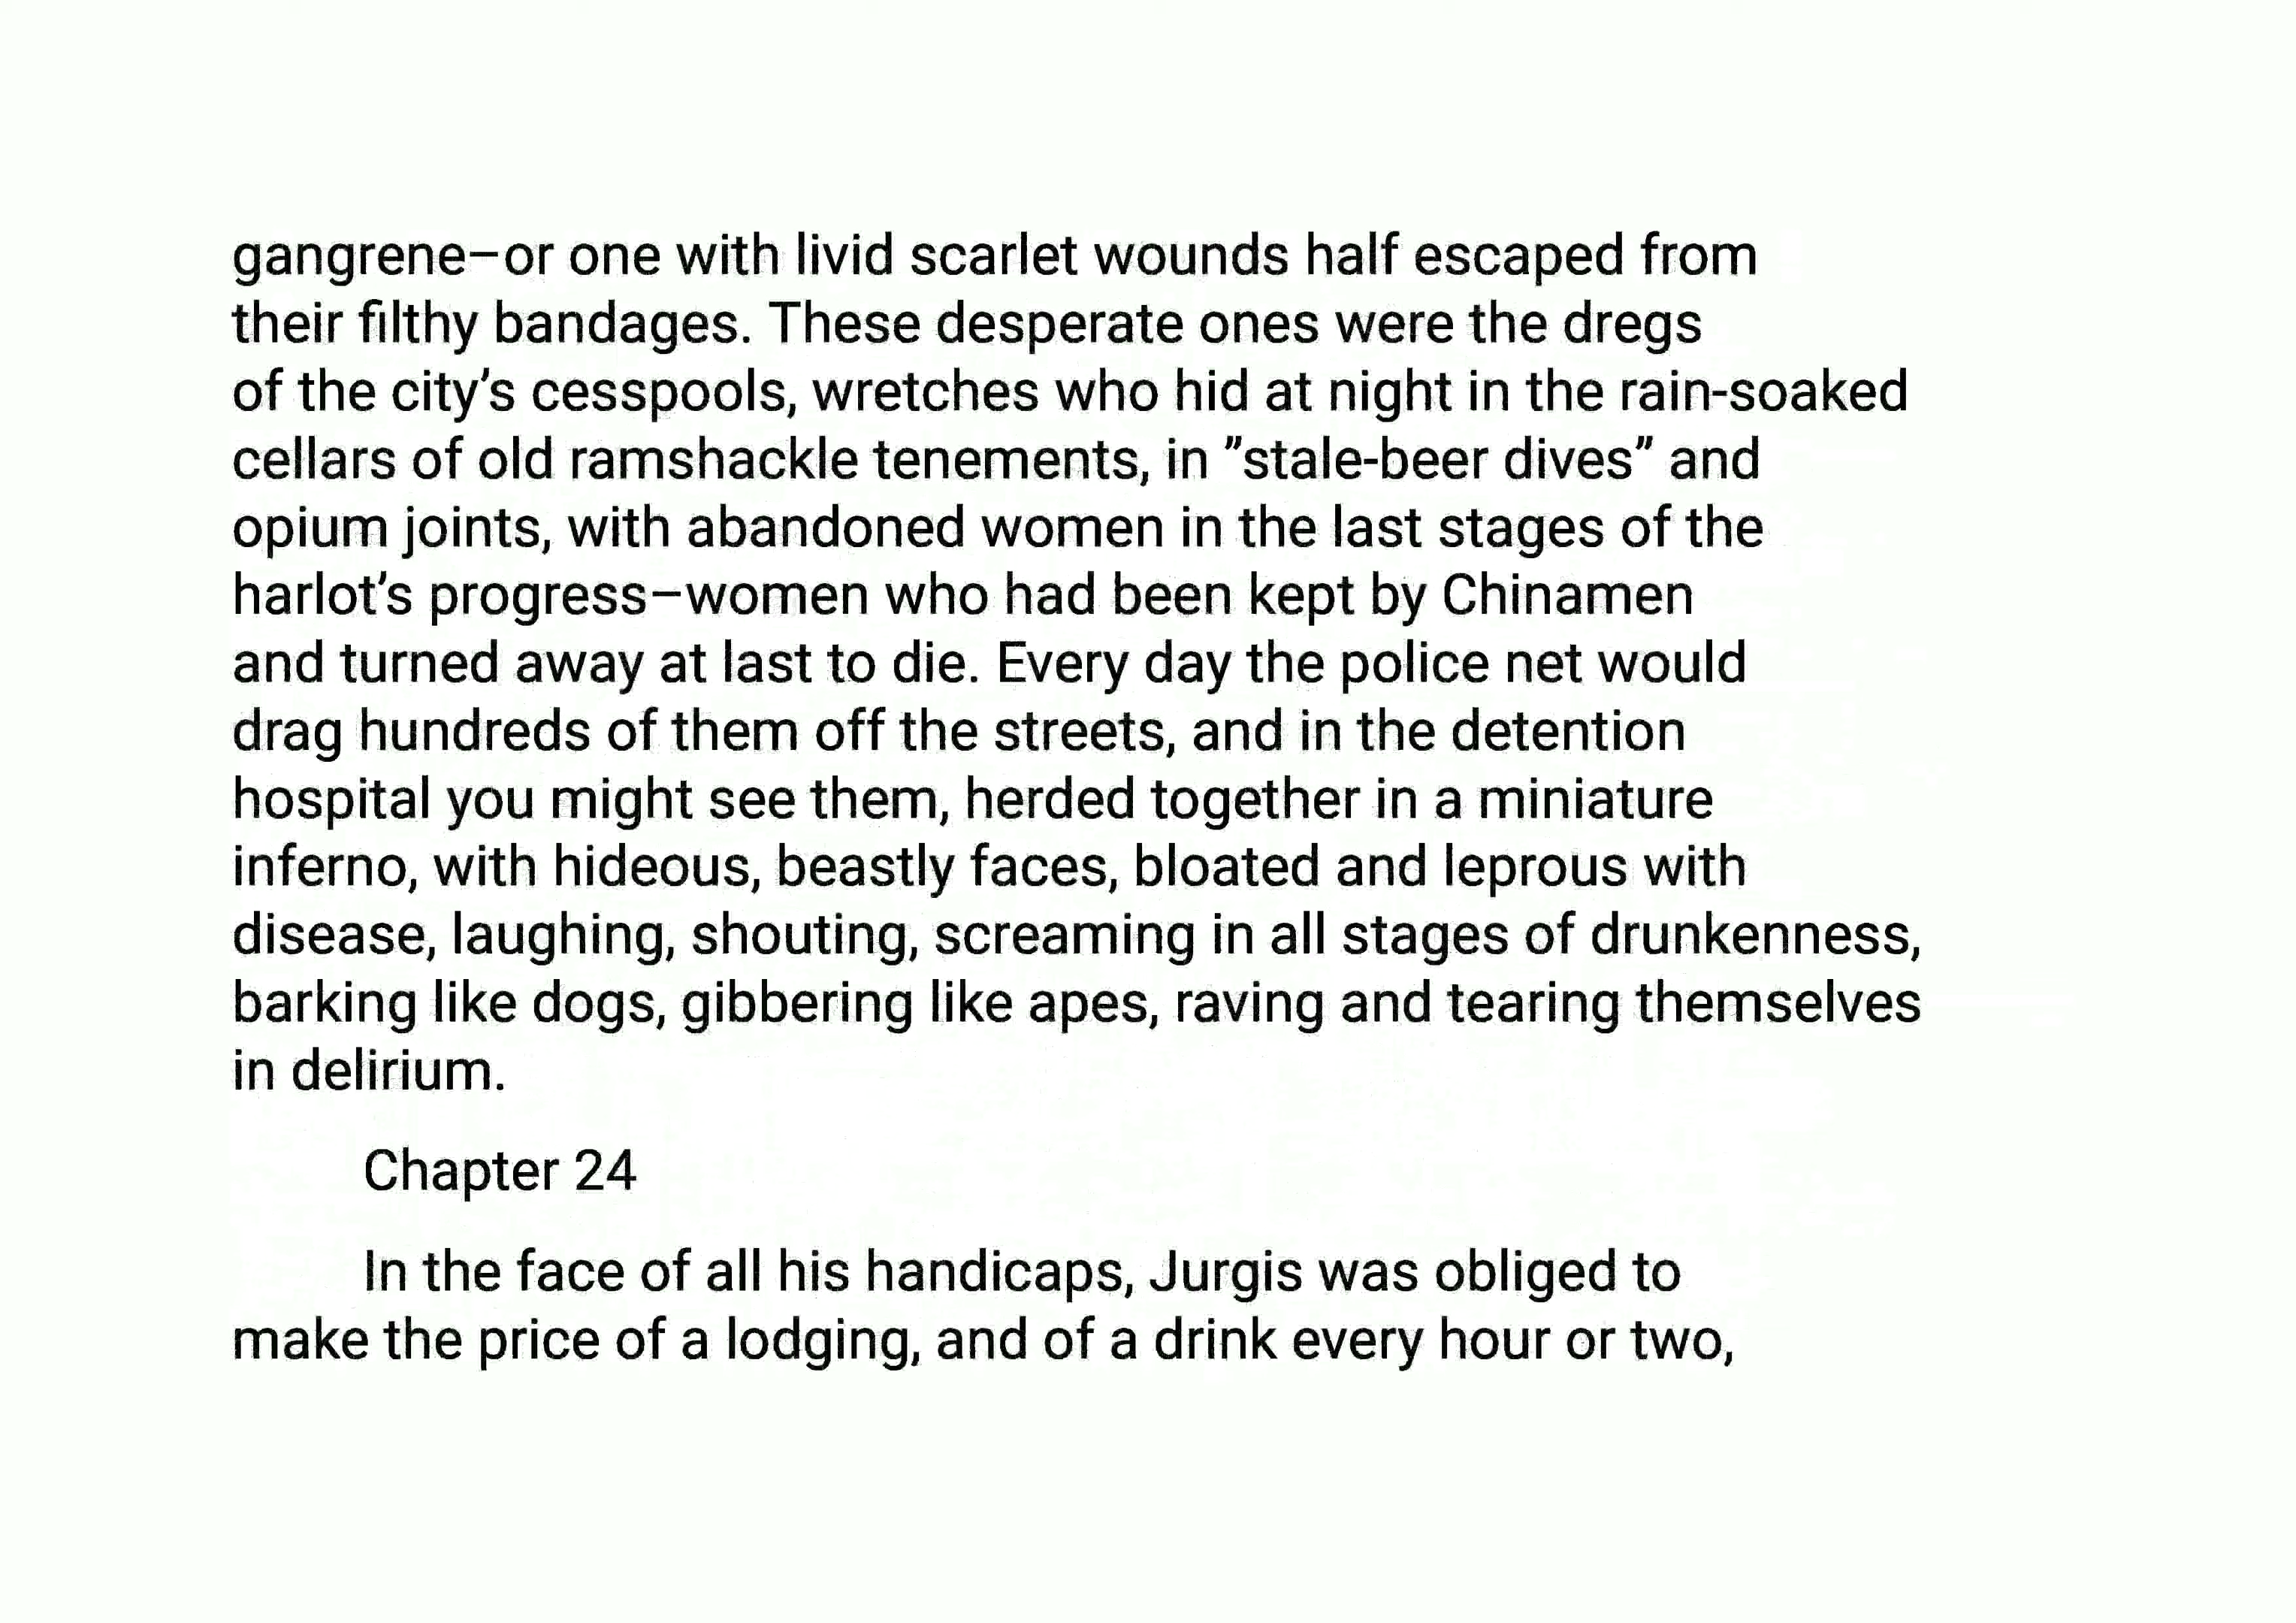 gangrene–or one with livid scarlet wounds half escaped from
their filthy bandages. These desperate ones were the dregs
of the city's cesspools, wretches who hid at night in the rain-soaked
cellars of old ramshackle tenements, in "stale-beer dives" and
opium joints, with abandoned women in the last stages of the
harlot's progress–women who had been kept by Chinamen
and turned away at last to die. Every day the police net would
drag hundreds of them off the streets, and in the detention
hospital you might see them, herded together in a miniature
inferno, with hideous, beastly faces, bloated and leprous with
disease, laughing, shouting, screaming in all stages of drunkenness,
barking like dogs, gibbering like apes, raving and tearing themselves
in delirium.
Chapter 24
In the face of all his handicaps, Jurgis was obliged to
make the price of a lodging, and of a drink every hour or two,